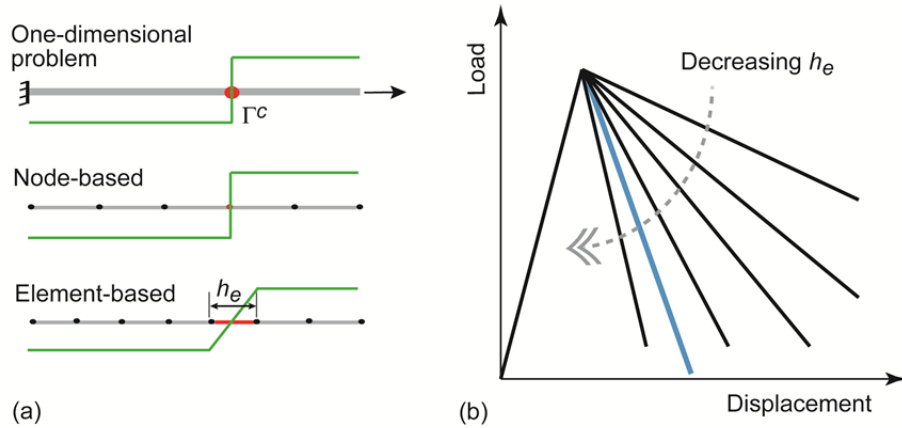 One-dimensional
problem
Γᶜ
Node-based
Element-based
hₑ
(a)
Load
Decreasing hₑ
Displacement
(b)